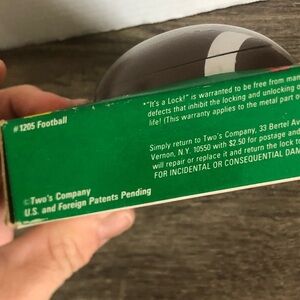 #1205 Football
"It's a Lock!" is warranted to be free from man
defects that inhibit the locking and unlocking o
life! (This warranty applies to the metal part o
Simply return to Two's Company, 33 Bertel Av
Vernon, N.Y. 10550 with $2.50 for postage and
will repair or replace it and return the lock to
FOR INCIDENTAL OR CONSEQUENTIAL DAM
©Two's Company
U.S. and Foreign Patents Pending